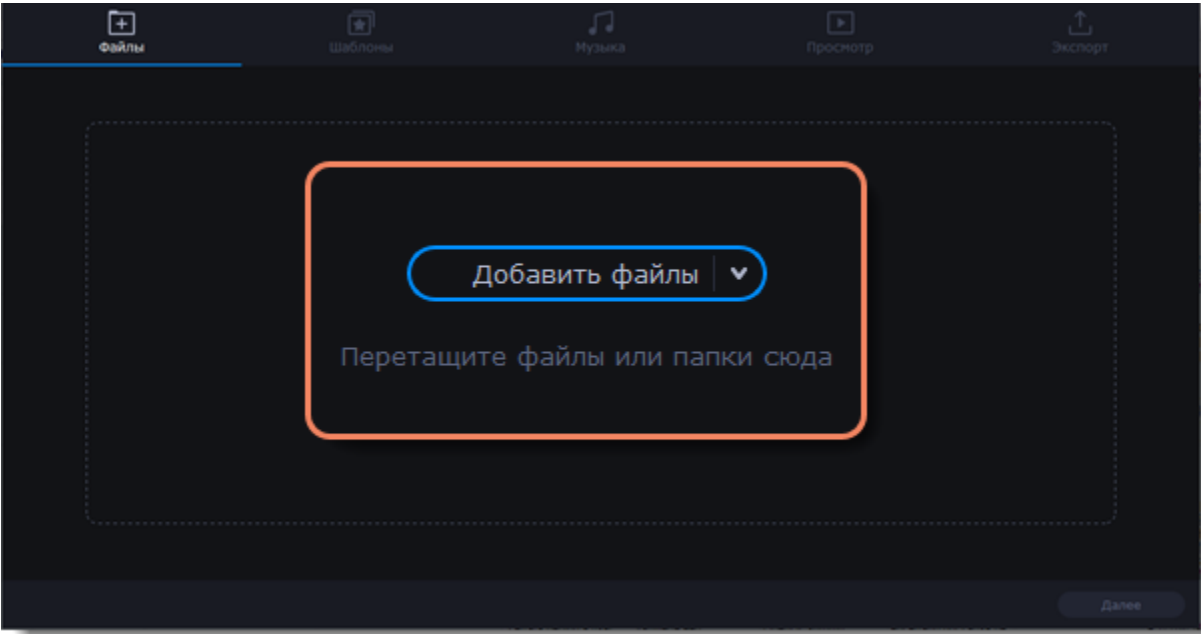 Файлы
Шаблоны
Музыка
Просмотр
Экспорт
Добавить файлы
Перетащите файлы или папки сюда
Далее